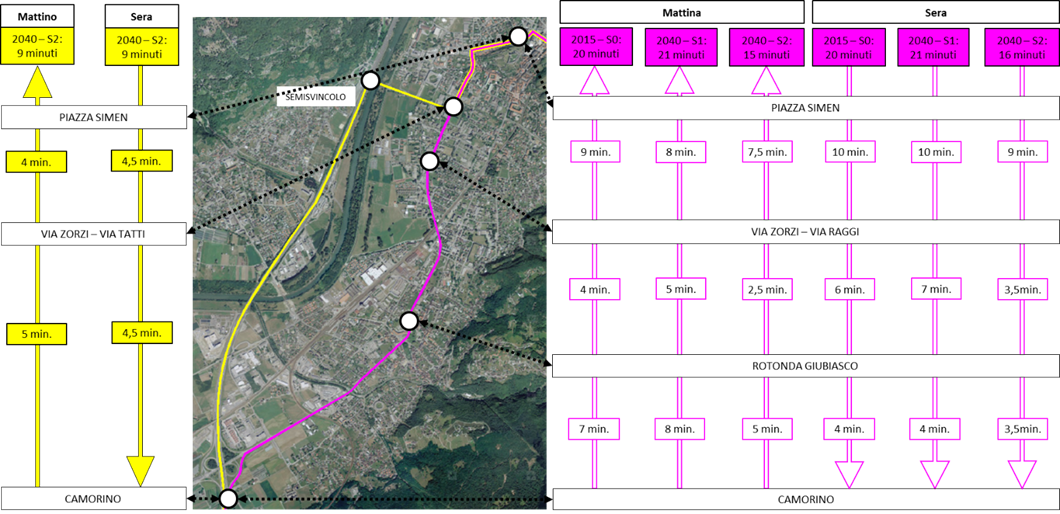 Mattino
Sera
2040 – S2:
9 minuti
2040 – S2:
9 minuti
PIAZZA SIMEN
4 min.
4,5 min.
VIA ZORZI – VIA TATTI
5 min.
4,5 min.
CAMORINO
SEMISVINCOLO
Mattina
Sera
2015 – S0:
20 minuti
2040 – S1:
21 minuti
2040 – S2:
15 minuti
2015 – S0:
20 minuti
2040 – S1:
21 minuti
2040 – S2:
16 minuti
PIAZZA SIMEN
9 min.
8 min.
7,5 min.
10 min.
10 min.
9 min.
VIA ZORZI – VIA RAGGI
4 min.
5 min.
2,5 min.
6 min.
7 min.
3,5min.
ROTONDA GIUBIASCO
7 min.
8 min.
5 min.
4 min.
4 min.
3,5min.
CAMORINO